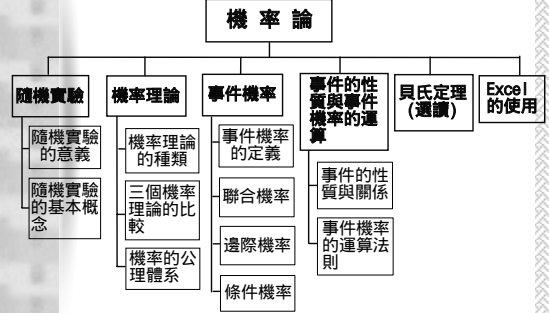 機 率 論
隨機實驗
隨機實驗
的意義
隨機實驗
的基本概
念
機率理論
機率理論
的種類
三個機率
理論的比
較
機率的公
理體系
事件機率
事件機率
的定義
聯合機率
邊際機率
條件機率
事件的性
質與事件
機率的運
算
事件的性
質與關係
事件機率
的運算法
則
貝氏定理
(選讀)
Excel
的使用